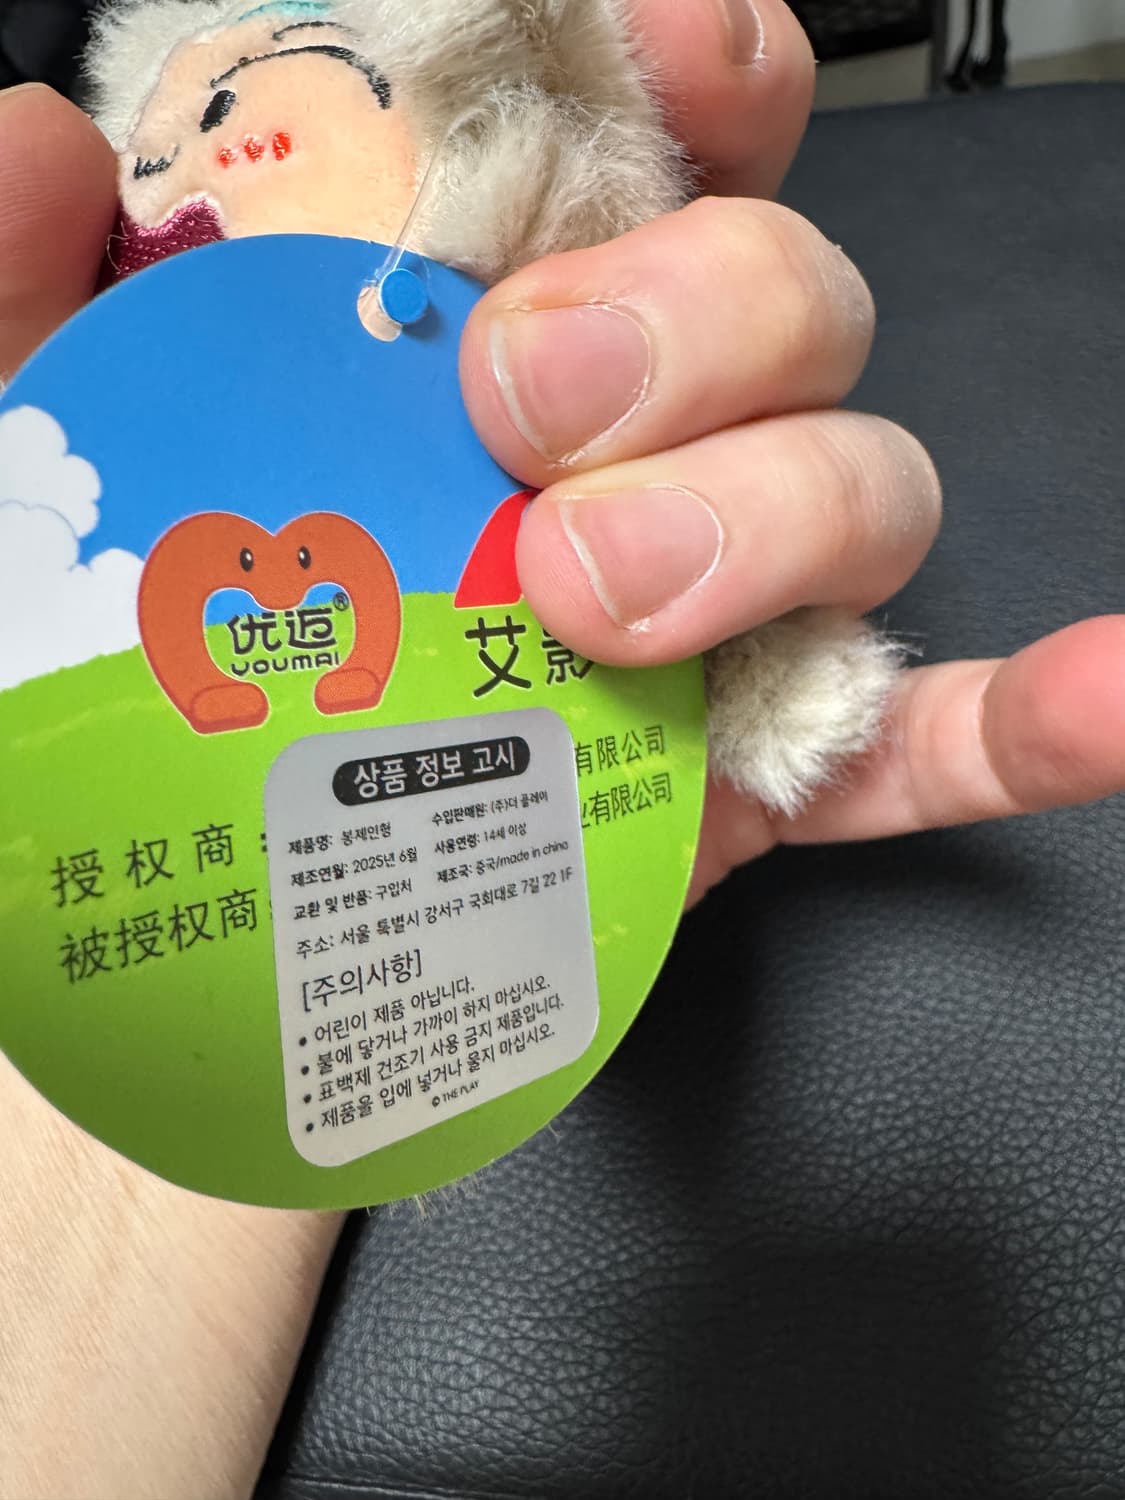 优迈®
YOUMAI
艾影
有限公司
业有限公司
授权商:
被授权商
상품 정보 고시
제품명: 봉제인형
수입판매원: (주)더 플레이
제조연월: 2025년 6월
사용연령: 14세 이상
교환 및 반품: 구입처
제조국: 중국/made in china
주소: 서울 특별시 강서구 국회대로 7길 22 1F
[주의사항]
• 어린이 제품 아닙니다.
• 불에 닿거나 가까이 하지 마십시오.
• 표백제 건조기 사용 금지 제품입니다.
• 제품을 입에 넣거나 물지 마십시오.
© THE PLAY